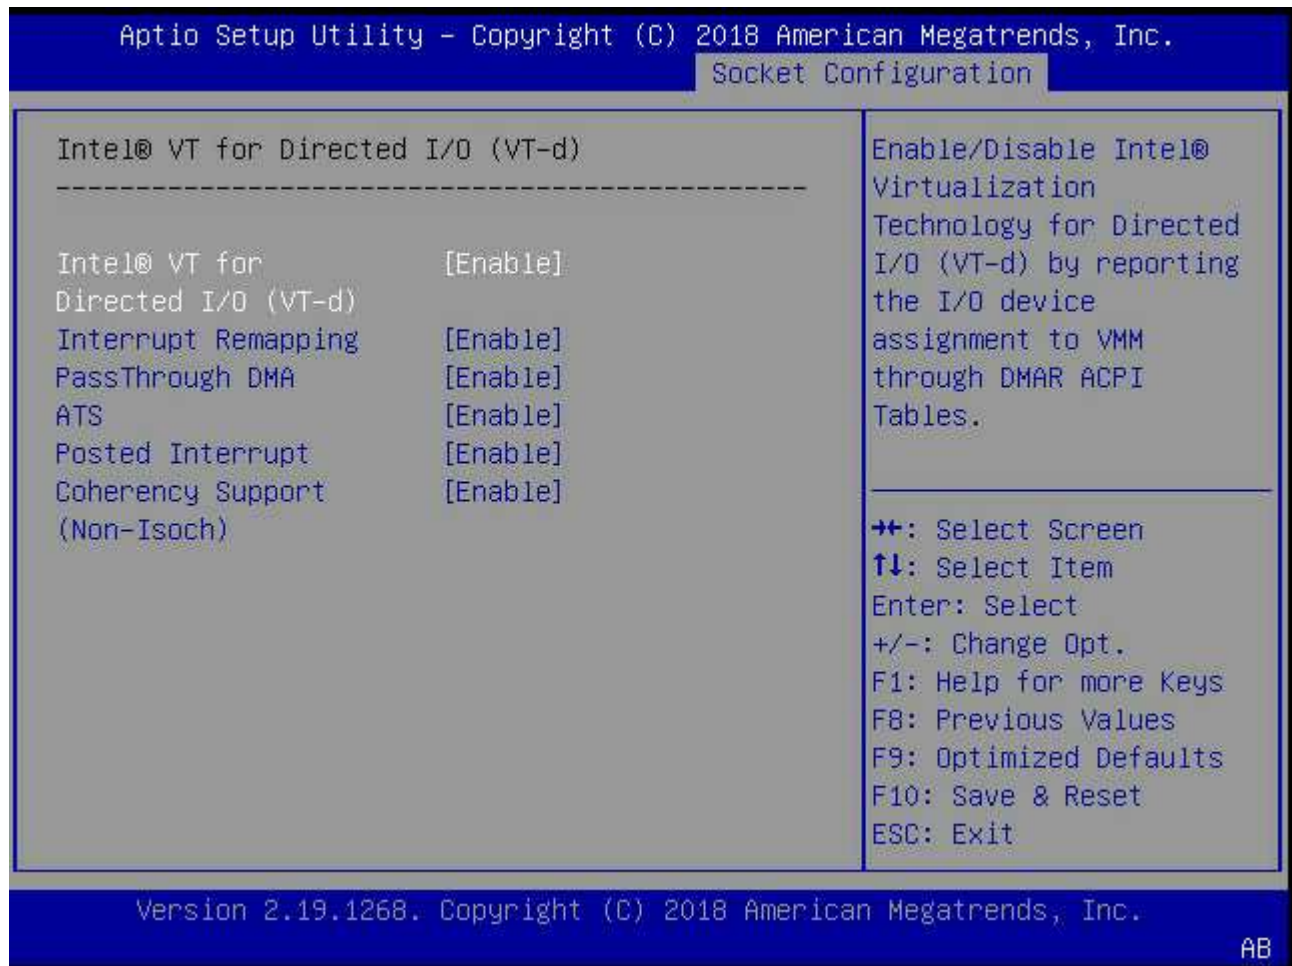 Aptio Setup Utility – Copyright (C) 2018 American Megatrends, Inc.
Socket Configuration
Intel® VT for Directed I/O (VT-d)
-----------------------------------------------
Intel® VT for [Enable]
Directed I/O (VT-d)
Interrupt Remapping [Enable]
PassThrough DMA [Enable]
ATS [Enable]
Posted Interrupt [Enable]
Coherency Support [Enable]
(Non-Isoch)
Enable/Disable Intel®
Virtualization
Technology for Directed
I/O (VT-d) by reporting
the I/O device
assignment to VMM
through DMAR ACPI
Tables.
→←: Select Screen
↑↓: Select Item
Enter: Select
+/-: Change Opt.
F1: Help for more Keys
F8: Previous Values
F9: Optimized Defaults
F10: Save & Reset
ESC: Exit
Version 2.19.1268. Copyright (C) 2018 American Megatrends, Inc.
AB